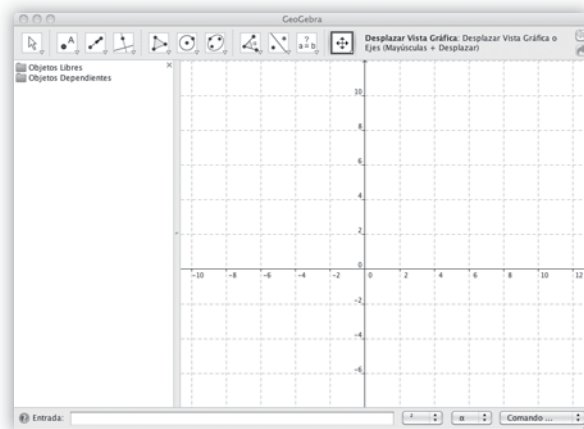 GeoGebra
A
α
?
a = b
Desplazar Vista Gráfica: Desplazar Vista Gráfica o
Ejes (Mayúsculas + Desplazar)
Objetos Libres
Objetos Dependientes
10
8
6
4
2
0
−10 −8 −6 −4 −2 0 2 4 6 8 10 12
−2
−4
−6
Entrada:
² α Comando ...